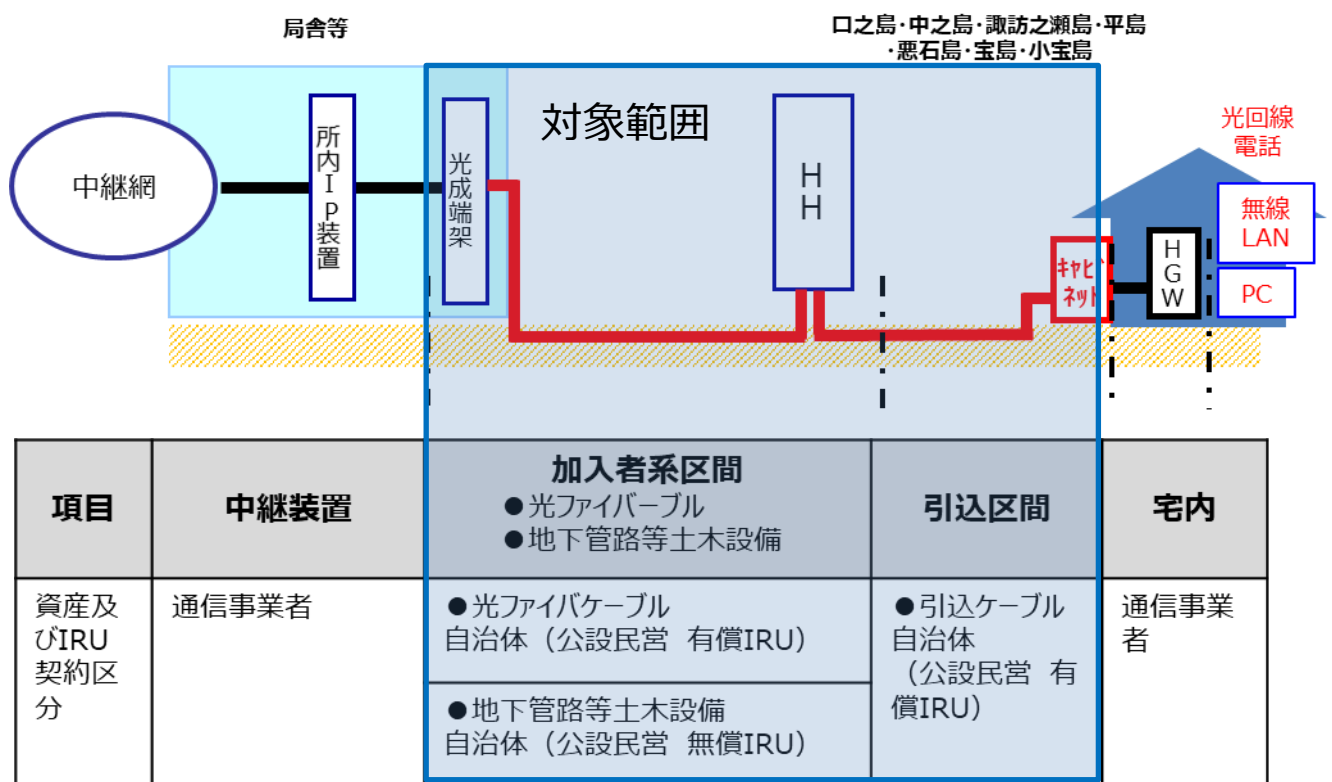 局舎等
口之島・中之島・諏訪之瀬島・平島
・悪石島・宝島・小宝島
対象範囲
中継網
所内IP装置
光成端架
HH
光回線
電話
キャビ
ネット
HGW
無線
LAN
PC
項目
中継装置
加入者系区間
●光ファイバーブル
●地下管路等土木設備
引込区間
宅内
資産及
びIRU
契約区
分
通信事業者
●光ファイバケーブル
自治体（公設民営 有償IRU）
●地下管路等土木設備
自治体（公設民営 無償IRU）
●引込ケーブル
自治体
（公設民営 有
償IRU）
通信事業
者